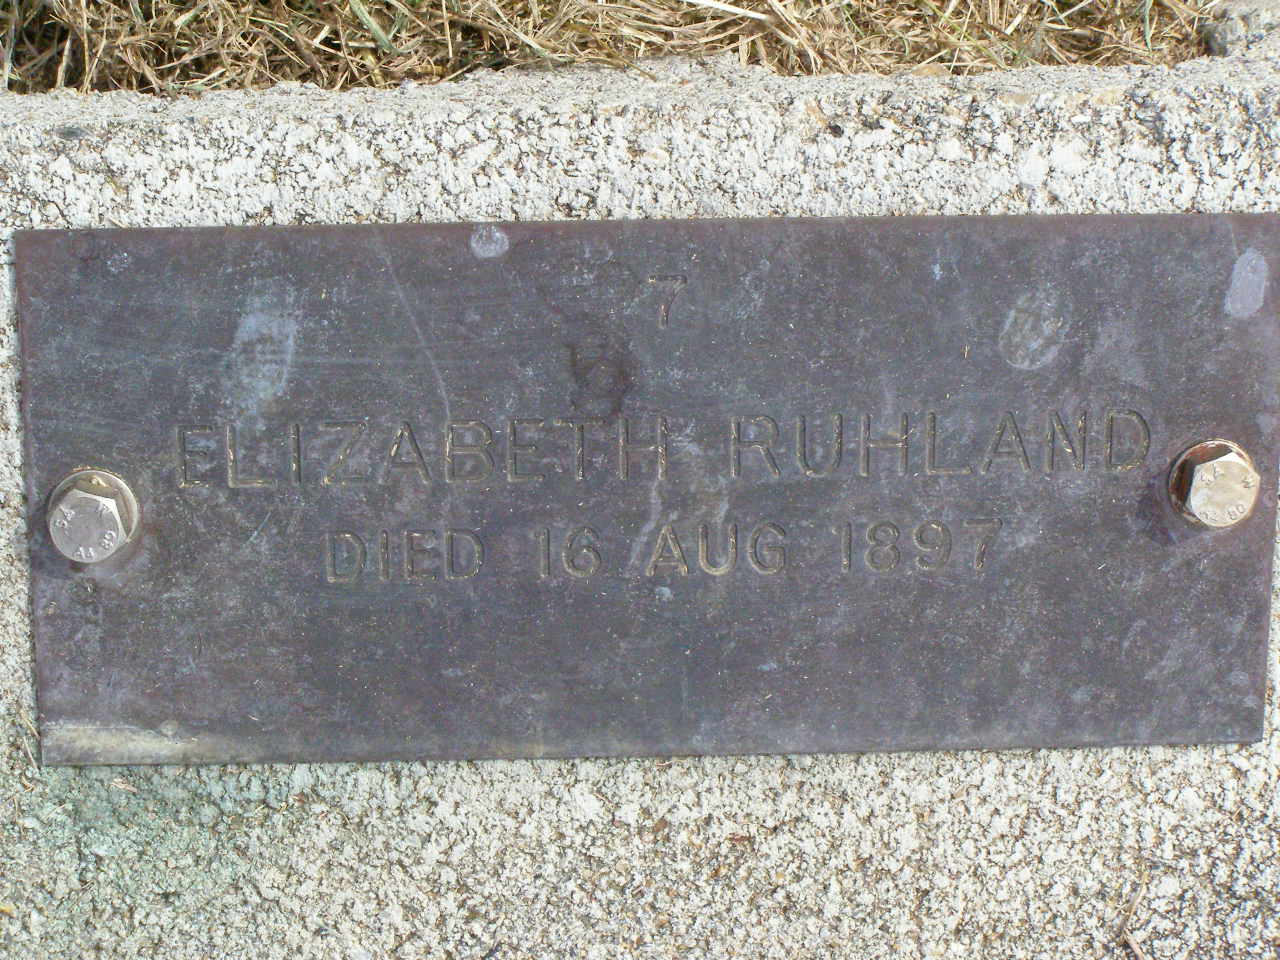 7
ELIZABETH RUHLAND
DIED 16 AUG 1897